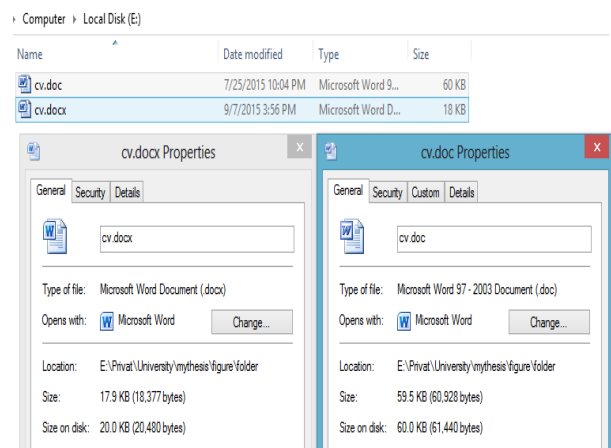 Computer Local Disk (E:)
Name Date modified Type Size
cv.doc 7/25/2015 10:04 PM Microsoft Word 9... 60 KB
cv.docx 9/7/2015 3:56 PM Microsoft Word D... 18 KB
cv.docx Properties x
General Security Details
cv.docx
Type of file: Microsoft Word Document (.docx)
Opens with: Microsoft Word Change...
Location: E:\Privat\University\mythesis\figure\folder
Size: 17.9 KB (18,377 bytes)
Size on disk: 20.0 KB (20,480 bytes)
cv.doc Properties x
General Security Custom Details
cv.doc
Type of file: Microsoft Word 97 - 2003 Document (.doc)
Opens with: Microsoft Word Change...
Location: E:\Privat\University\mythesis\figure\folder
Size: 59.5 KB (60,928 bytes)
Size on disk: 60.0 KB (61,440 bytes)